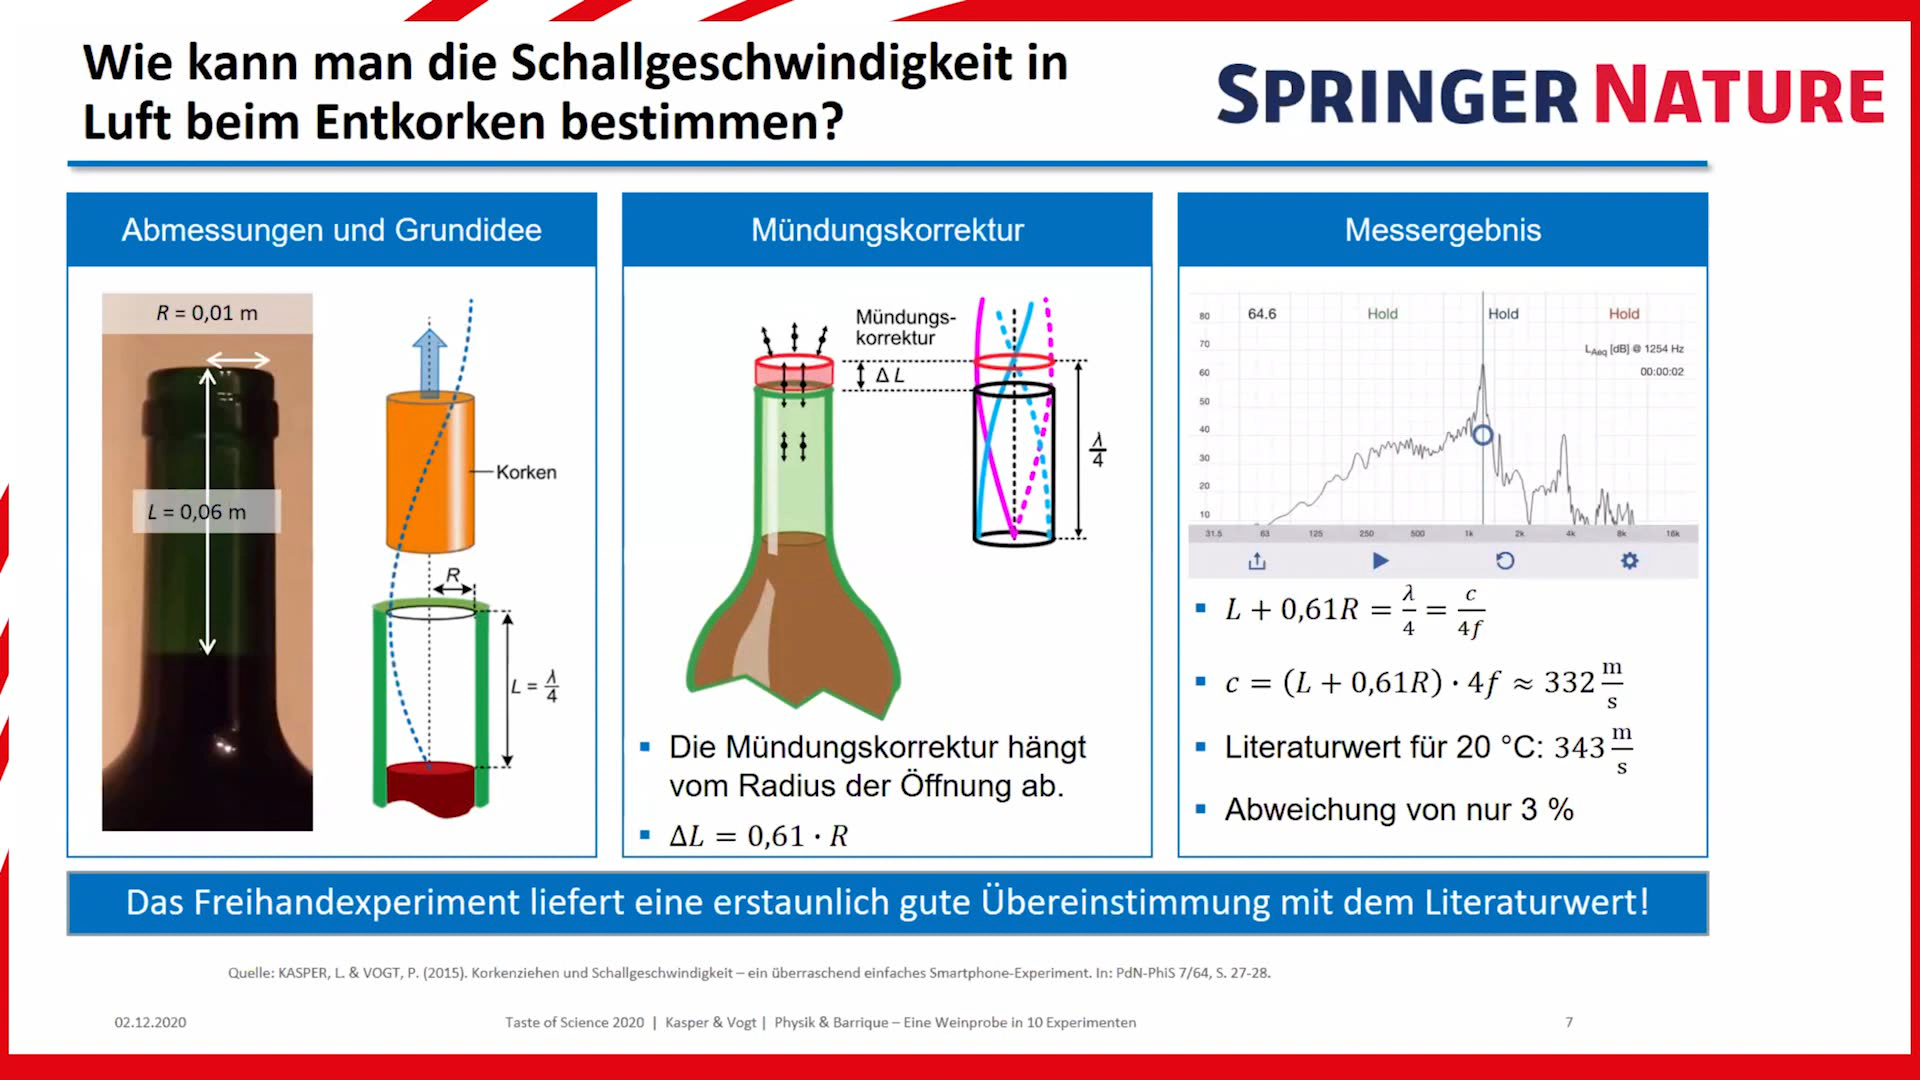 Wie kann man die Schallgeschwindigkeit in
Luft beim Entkorken bestimmen?
SPRINGER NATURE
Abmessungen und Grundidee
R = 0,01 m
L = 0,06 m
Korken
R
L = λ/4
Mündungskorrektur
Mündungs-
korrektur
Δ L
λ/4
▪ Die Mündungskorrektur hängt
vom Radius der Öffnung ab.
▪ ΔL = 0,61 · R
Messergebnis
64.6 Hold Hold Hold
LAeq [dB] @ 1254 Hz
00:00:02
80
70
60
50
40
30
20
10
31.5 63 125 250 500 1k 2k 4k 8k 16k
▪ L + 0,61R = λ/4 = c/4f
▪ c = (L + 0,61R) · 4f ≈ 332 m/s
▪ Literaturwert für 20 °C: 343 m/s
▪ Abweichung von nur 3 %
Das Freihandexperiment liefert eine erstaunlich gute Übereinstimmung mit dem Literaturwert!
Quelle: KASPER, L. & VOGT, P. (2015). Korkenziehen und Schallgeschwindigkeit – ein überraschend einfaches Smartphone-Experiment. In: PdN-PhiS 7/64, S. 27-28.
02.12.2020 Taste of Science 2020 | Kasper & Vogt | Physik & Barrique – Eine Weinprobe in 10 Experimenten 7